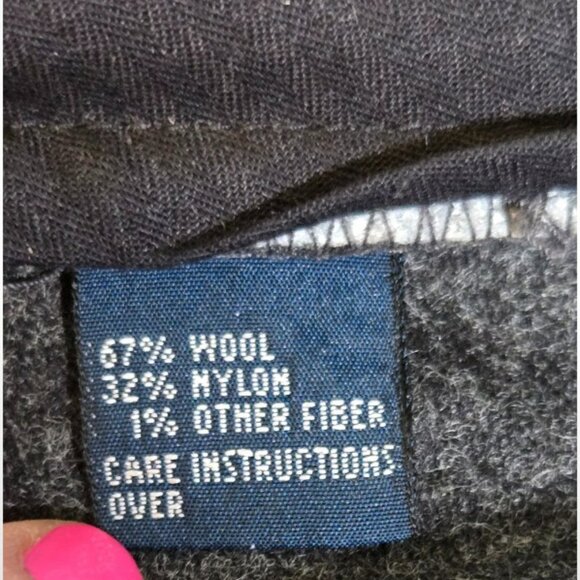 67% WOOL
32% NYLON
1% OTHER FIBER
CARE INSTRUCTIONS
OVER